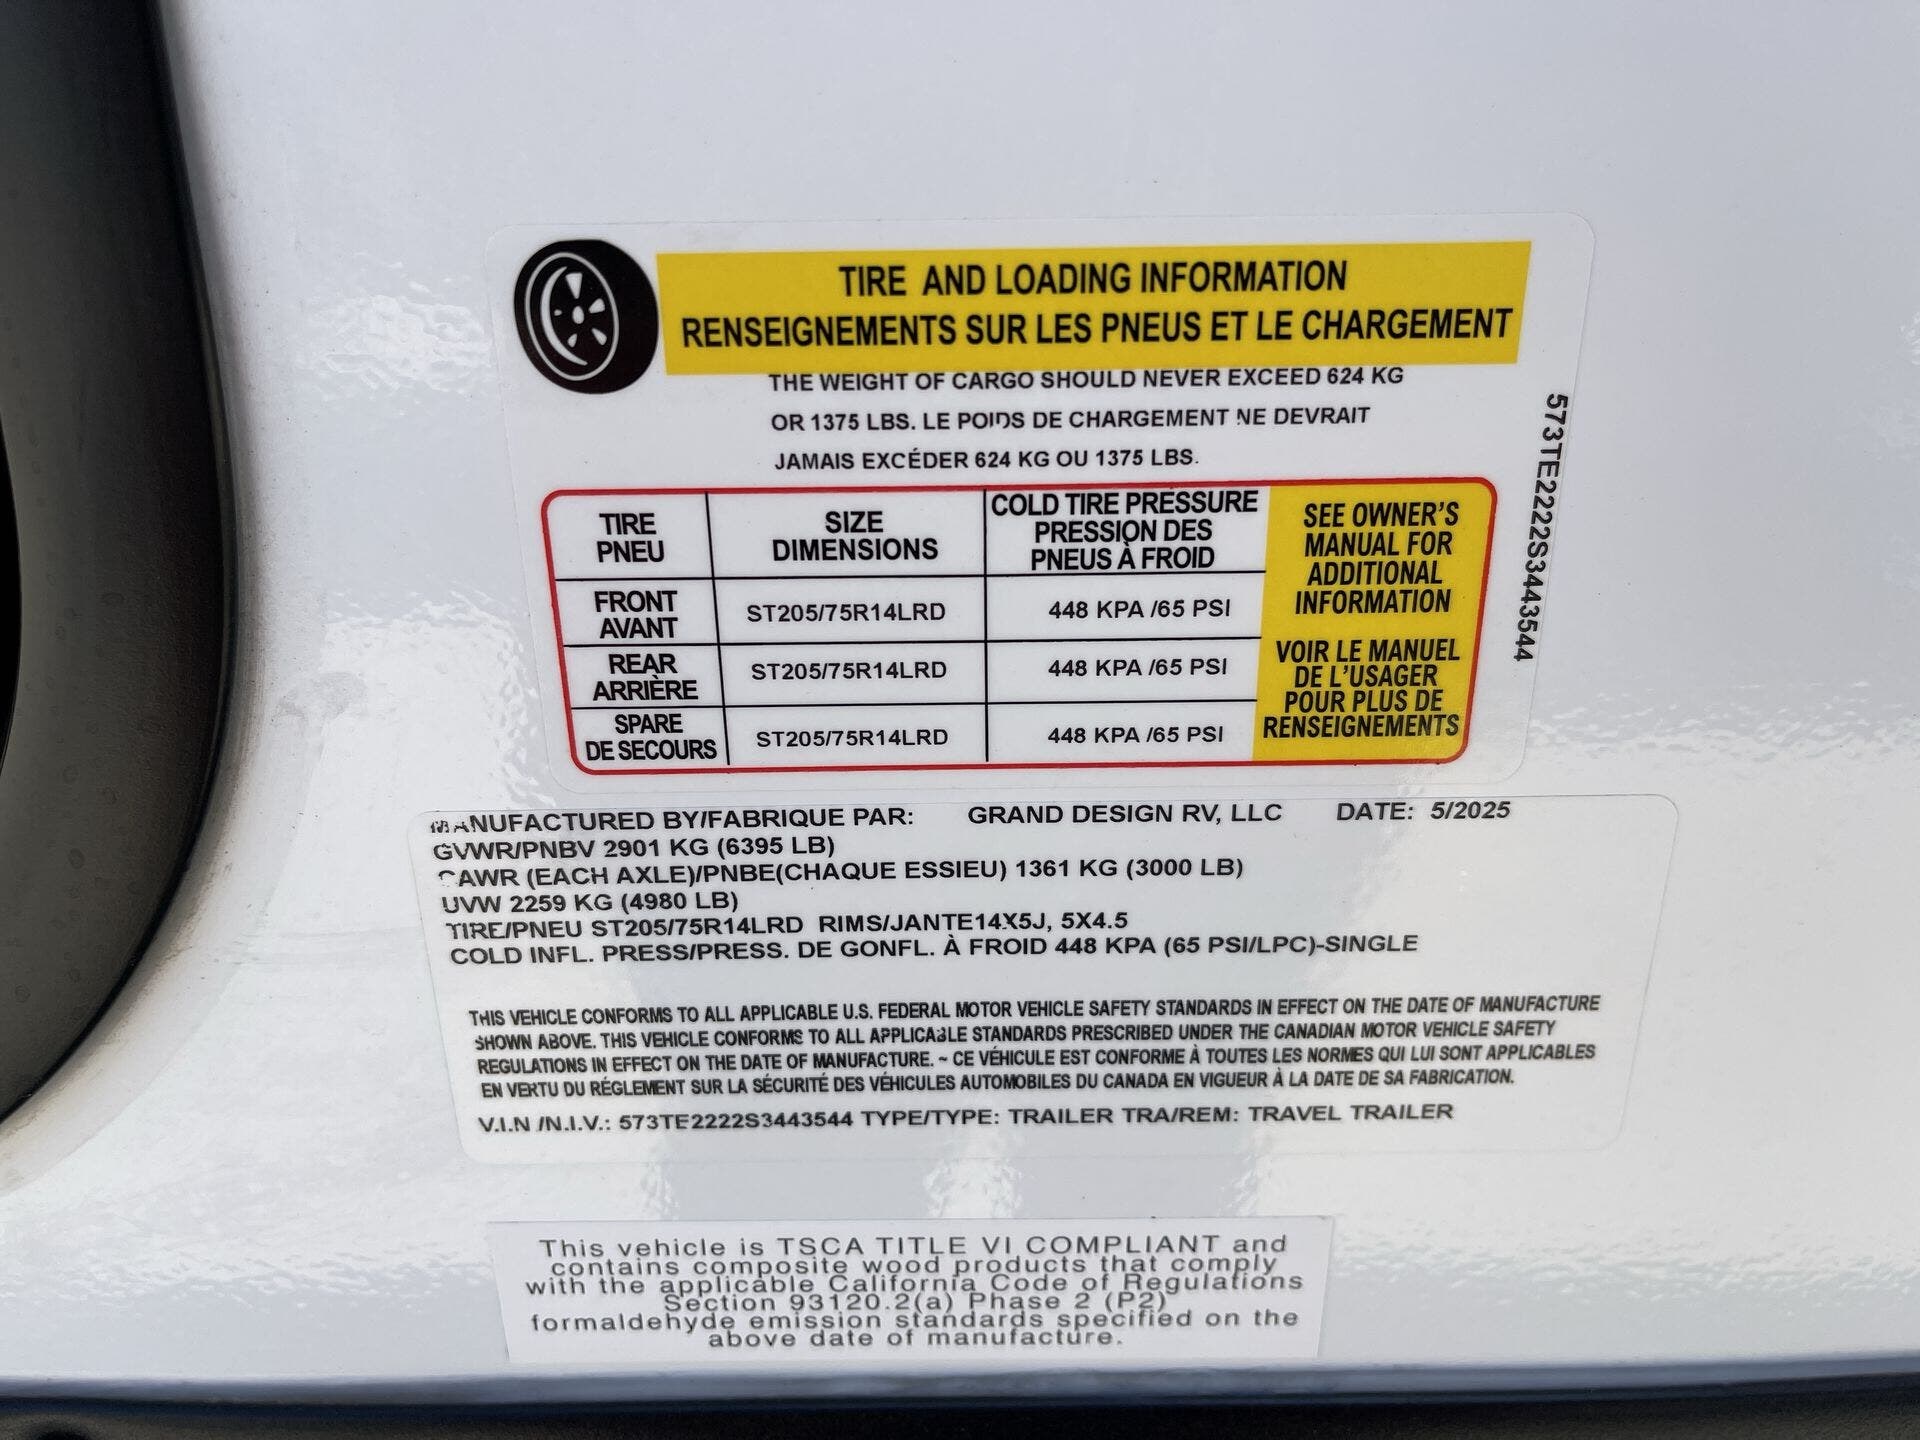 TIRE AND LOADING INFORMATION
RENSEIGNEMENTS SUR LES PNEUS ET LE CHARGEMENT
THE WEIGHT OF CARGO SHOULD NEVER EXCEED 624 KG
OR 1375 LBS. LE POIDS DE CHARGEMENT NE DEVRAIT
JAMAIS EXCÉDER 624 KG OU 1375 LBS.
TIRE
PNEU
SIZE
DIMENSIONS
COLD TIRE PRESSURE
PRESSION DES
PNEUS À FROID
FRONT
AVANT
ST205/75R14LRD
448 KPA /65 PSI
REAR
ARRIÈRE
ST205/75R14LRD
448 KPA /65 PSI
SPARE
DE SECOURS
ST205/75R14LRD
448 KPA /65 PSI
SEE OWNER'S
MANUAL FOR
ADDITIONAL
INFORMATION
VOIR LE MANUEL
DE L'USAGER
POUR PLUS DE
RENSEIGNEMENTS
573TE2222S3443544
MANUFACTURED BY/FABRIQUE PAR: GRAND DESIGN RV, LLC DATE: 5/2025
GVWR/PNBV 2901 KG (6395 LB)
GAWR (EACH AXLE)/PNBE(CHAQUE ESSIEU) 1361 KG (3000 LB)
UVW 2259 KG (4980 LB)
TIRE/PNEU ST205/75R14LRD RIMS/JANTE14X5J, 5X4.5
COLD INFL. PRESS/PRESS. DE GONFL. À FROID 448 KPA (65 PSI/LPC)-SINGLE
THIS VEHICLE CONFORMS TO ALL APPLICABLE U.S. FEDERAL MOTOR VEHICLE SAFETY STANDARDS IN EFFECT ON THE DATE OF MANUFACTURE
SHOWN ABOVE. THIS VEHICLE CONFORMS TO ALL APPLICABLE STANDARDS PRESCRIBED UNDER THE CANADIAN MOTOR VEHICLE SAFETY
REGULATIONS IN EFFECT ON THE DATE OF MANUFACTURE. ~ CE VÉHICULE EST CONFORME À TOUTES LES NORMES QUI LUI SONT APPLICABLES
EN VERTU DU RÉGLEMENT SUR LA SÉCURITÉ DES VÉHICULES AUTOMOBILES DU CANADA EN VIGUEUR À LA DATE DE SA FABRICATION.
V.I.N /N.I.V.: 573TE2222S3443544 TYPE/TYPE: TRAILER TRA/REM: TRAVEL TRAILER
This vehicle is TSCA TITLE VI COMPLIANT and
contains composite wood products that comply
with the applicable California Code of Regulations
Section 93120.2(a) Phase 2 (P2)
formaldehyde emission standards specified on the
above date of manufacture.